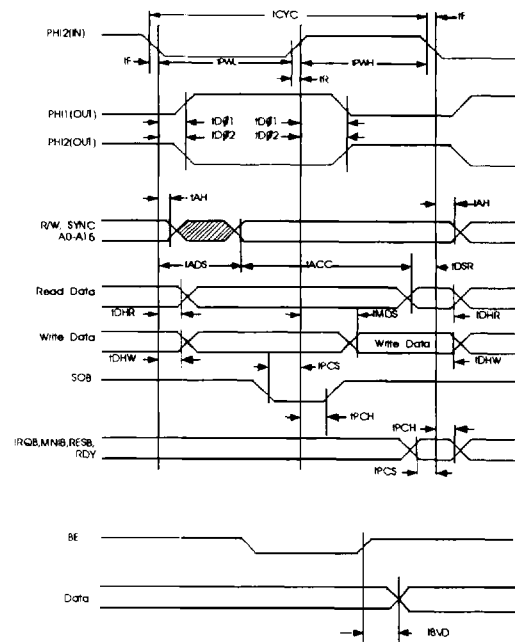 tCYC
tF
PHI2(IN)
tF
tPWL
tPWH
tR
PHI1(OUT)
tDØ1
tDØ1
tDØ2
tDØ2
PHI2(OUT)
tAH
tAH
R/W, SYNC
A0-A16
tADS
tACC
tDSR
Read Data
tDHR
tMDS
tDHR
Write Data
Write Data
tDHW
tDHW
tPCS
SOB
tPCH
tPCH
IRQB,MNIB,RESB,
RDY
tPCS
BE
Data
tBVD